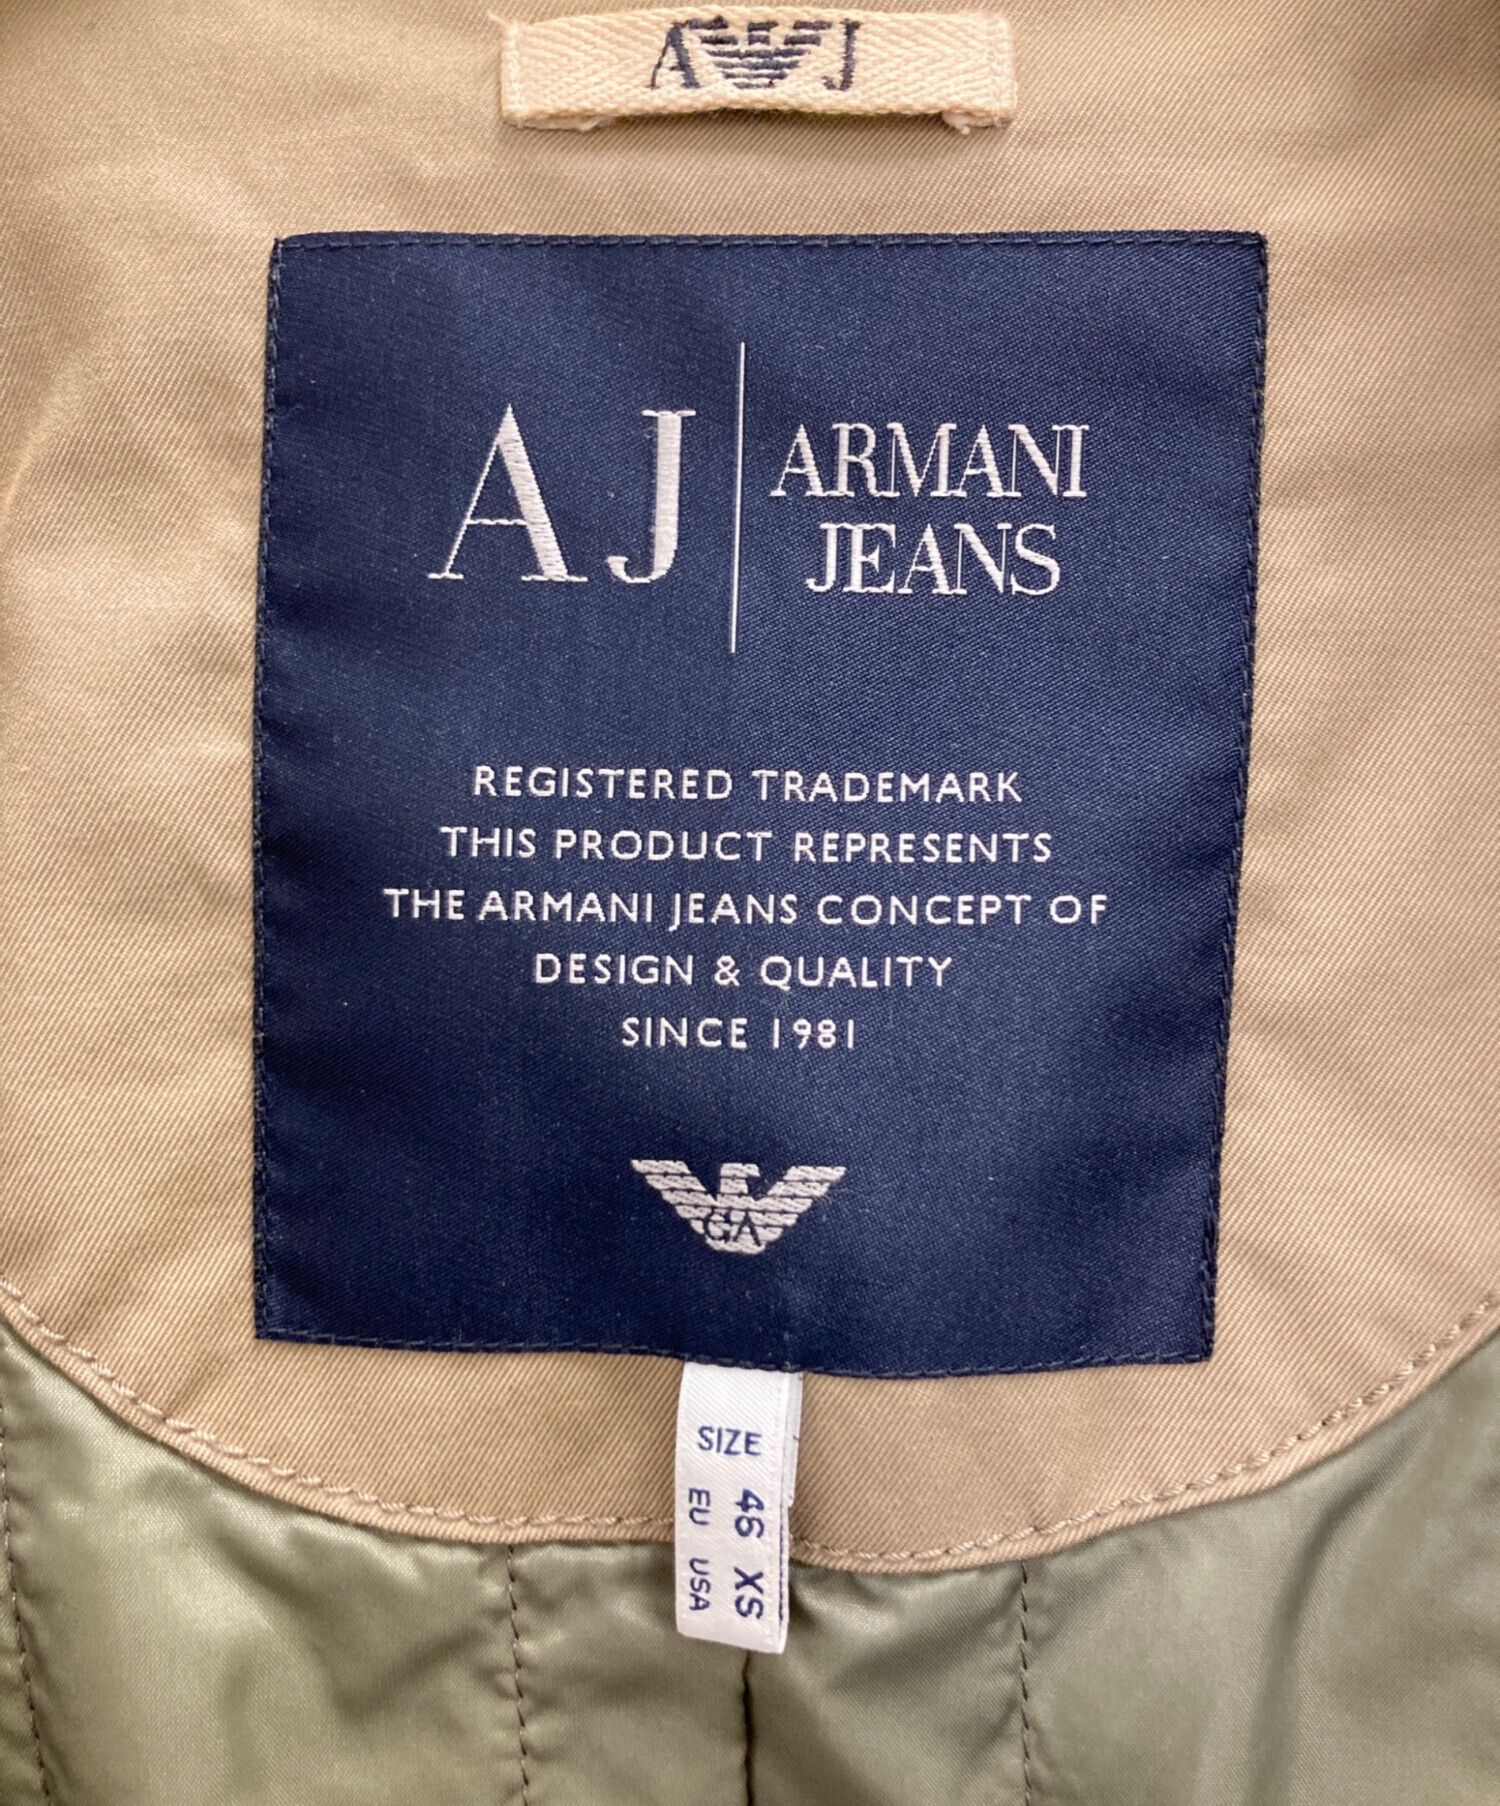 A J
AJ
ARMANI
JEANS
REGISTERED TRADEMARK
THIS PRODUCT REPRESENTS
THE ARMANI JEANS CONCEPT OF
DESIGN & QUALITY
SINCE 1981
GA
SIZE
46 XS
EU USA